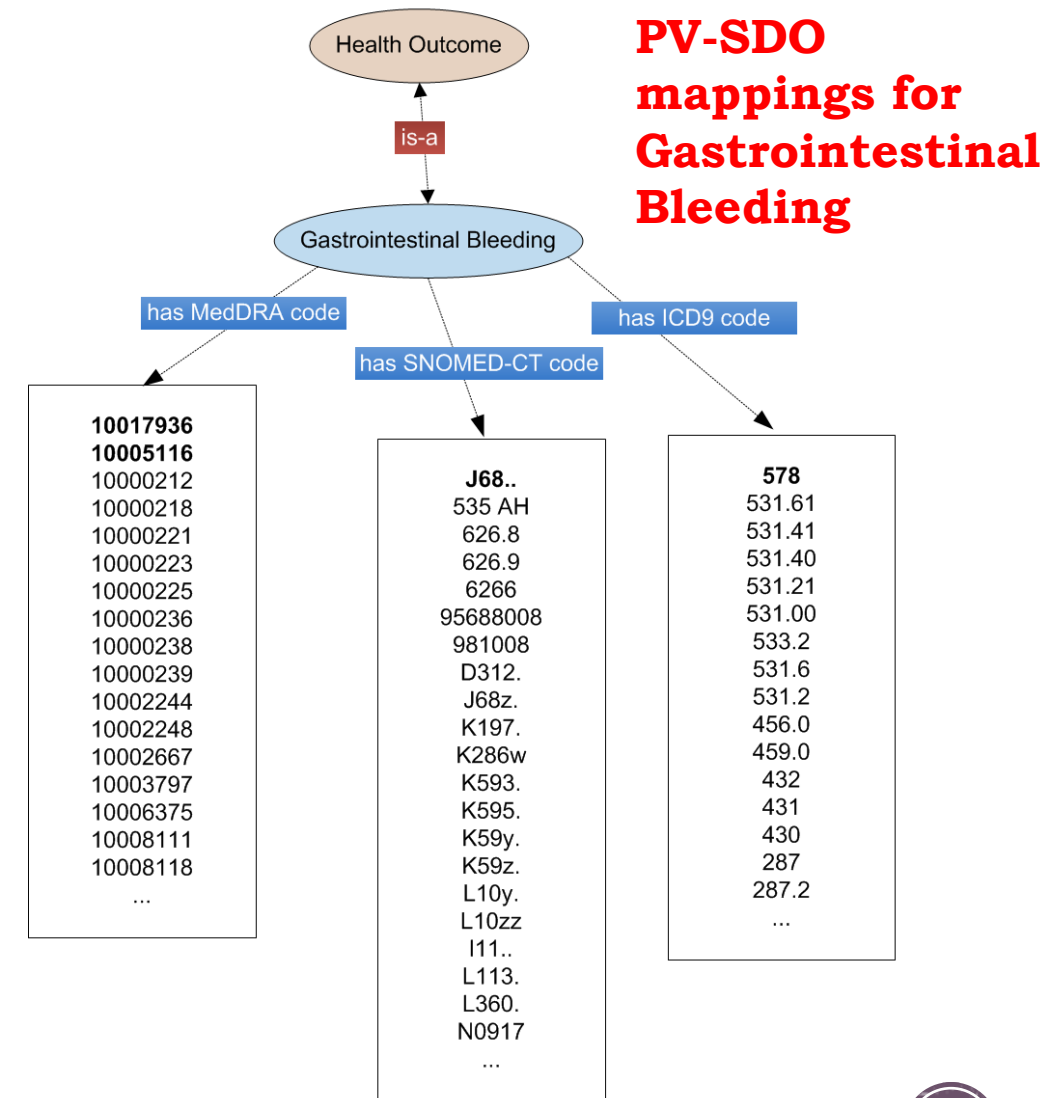 PV-SDO
mappings for
Gastrointestinal
Bleeding
Health Outcome
is-a
Gastrointestinal Bleeding
has MedDRA code
has SNOMED-CT code
has ICD9 code
10017936
10005116
10000212
10000218
10000221
10000223
10000225
10000236
10000238
10000239
10002244
10002248
10002667
10003797
10006375
10008111
10008118
...
J68..
535 AH
626.8
626.9
6266
95688008
981008
D312.
J68z.
K197.
K286w
K593.
K595.
K59y.
K59z.
L10y.
L10zz
l11..
L113.
L360.
N0917
...
578
531.61
531.41
531.40
531.21
531.00
533.2
531.6
531.2
456.0
459.0
432
431
430
287
287.2
...